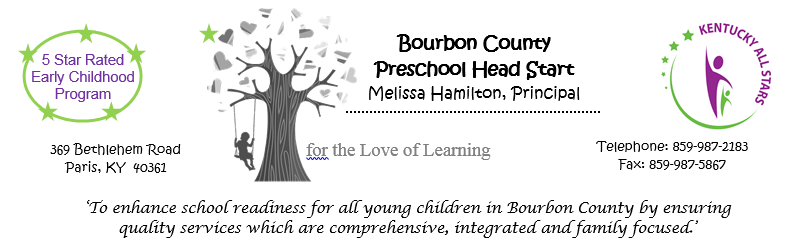 5 Star Rated
Early Childhood
Program
369 Bethlehem Road
Paris, KY 40361
Bourbon County
Preschool Head Start
Melissa Hamilton, Principal
for the Love of Learning
KENTUCKY ALL STARS
Telephone: 859-987-2183
Fax: 859-987-5867
‘To enhance school readiness for all young children in Bourbon County by ensuring
quality services which are comprehensive, integrated and family focused.’